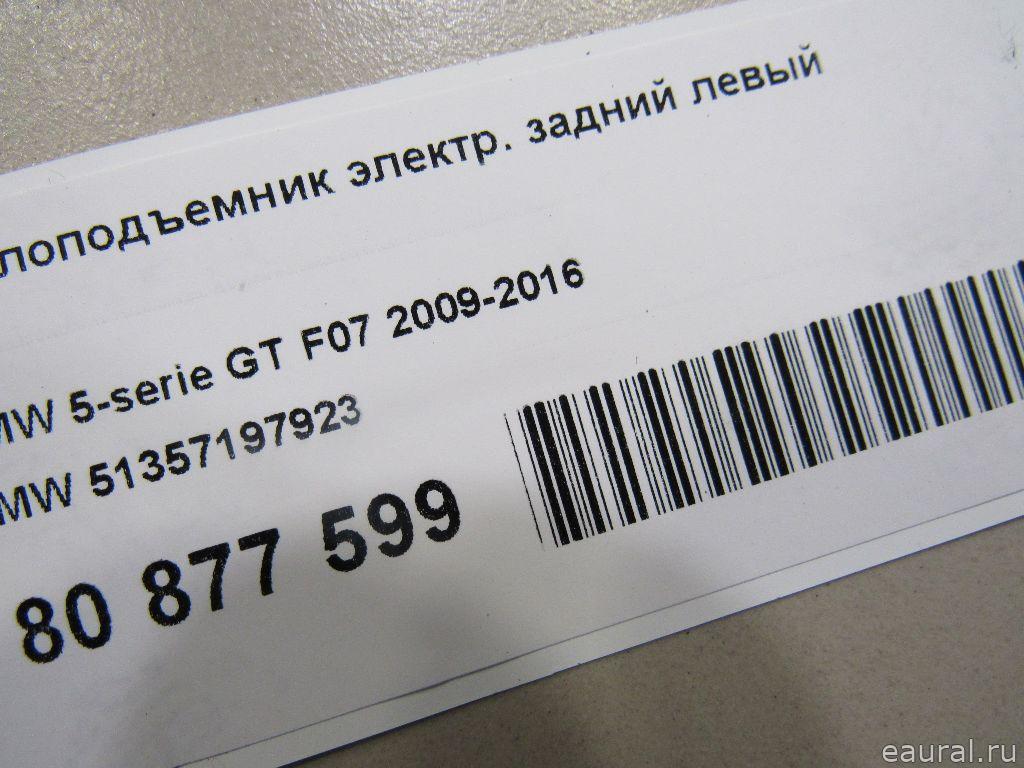 лоподъемник электр. задний левый
MW 5-serie GT F07 2009-2016
MW 51357197923
80 877 599
eaural.ru